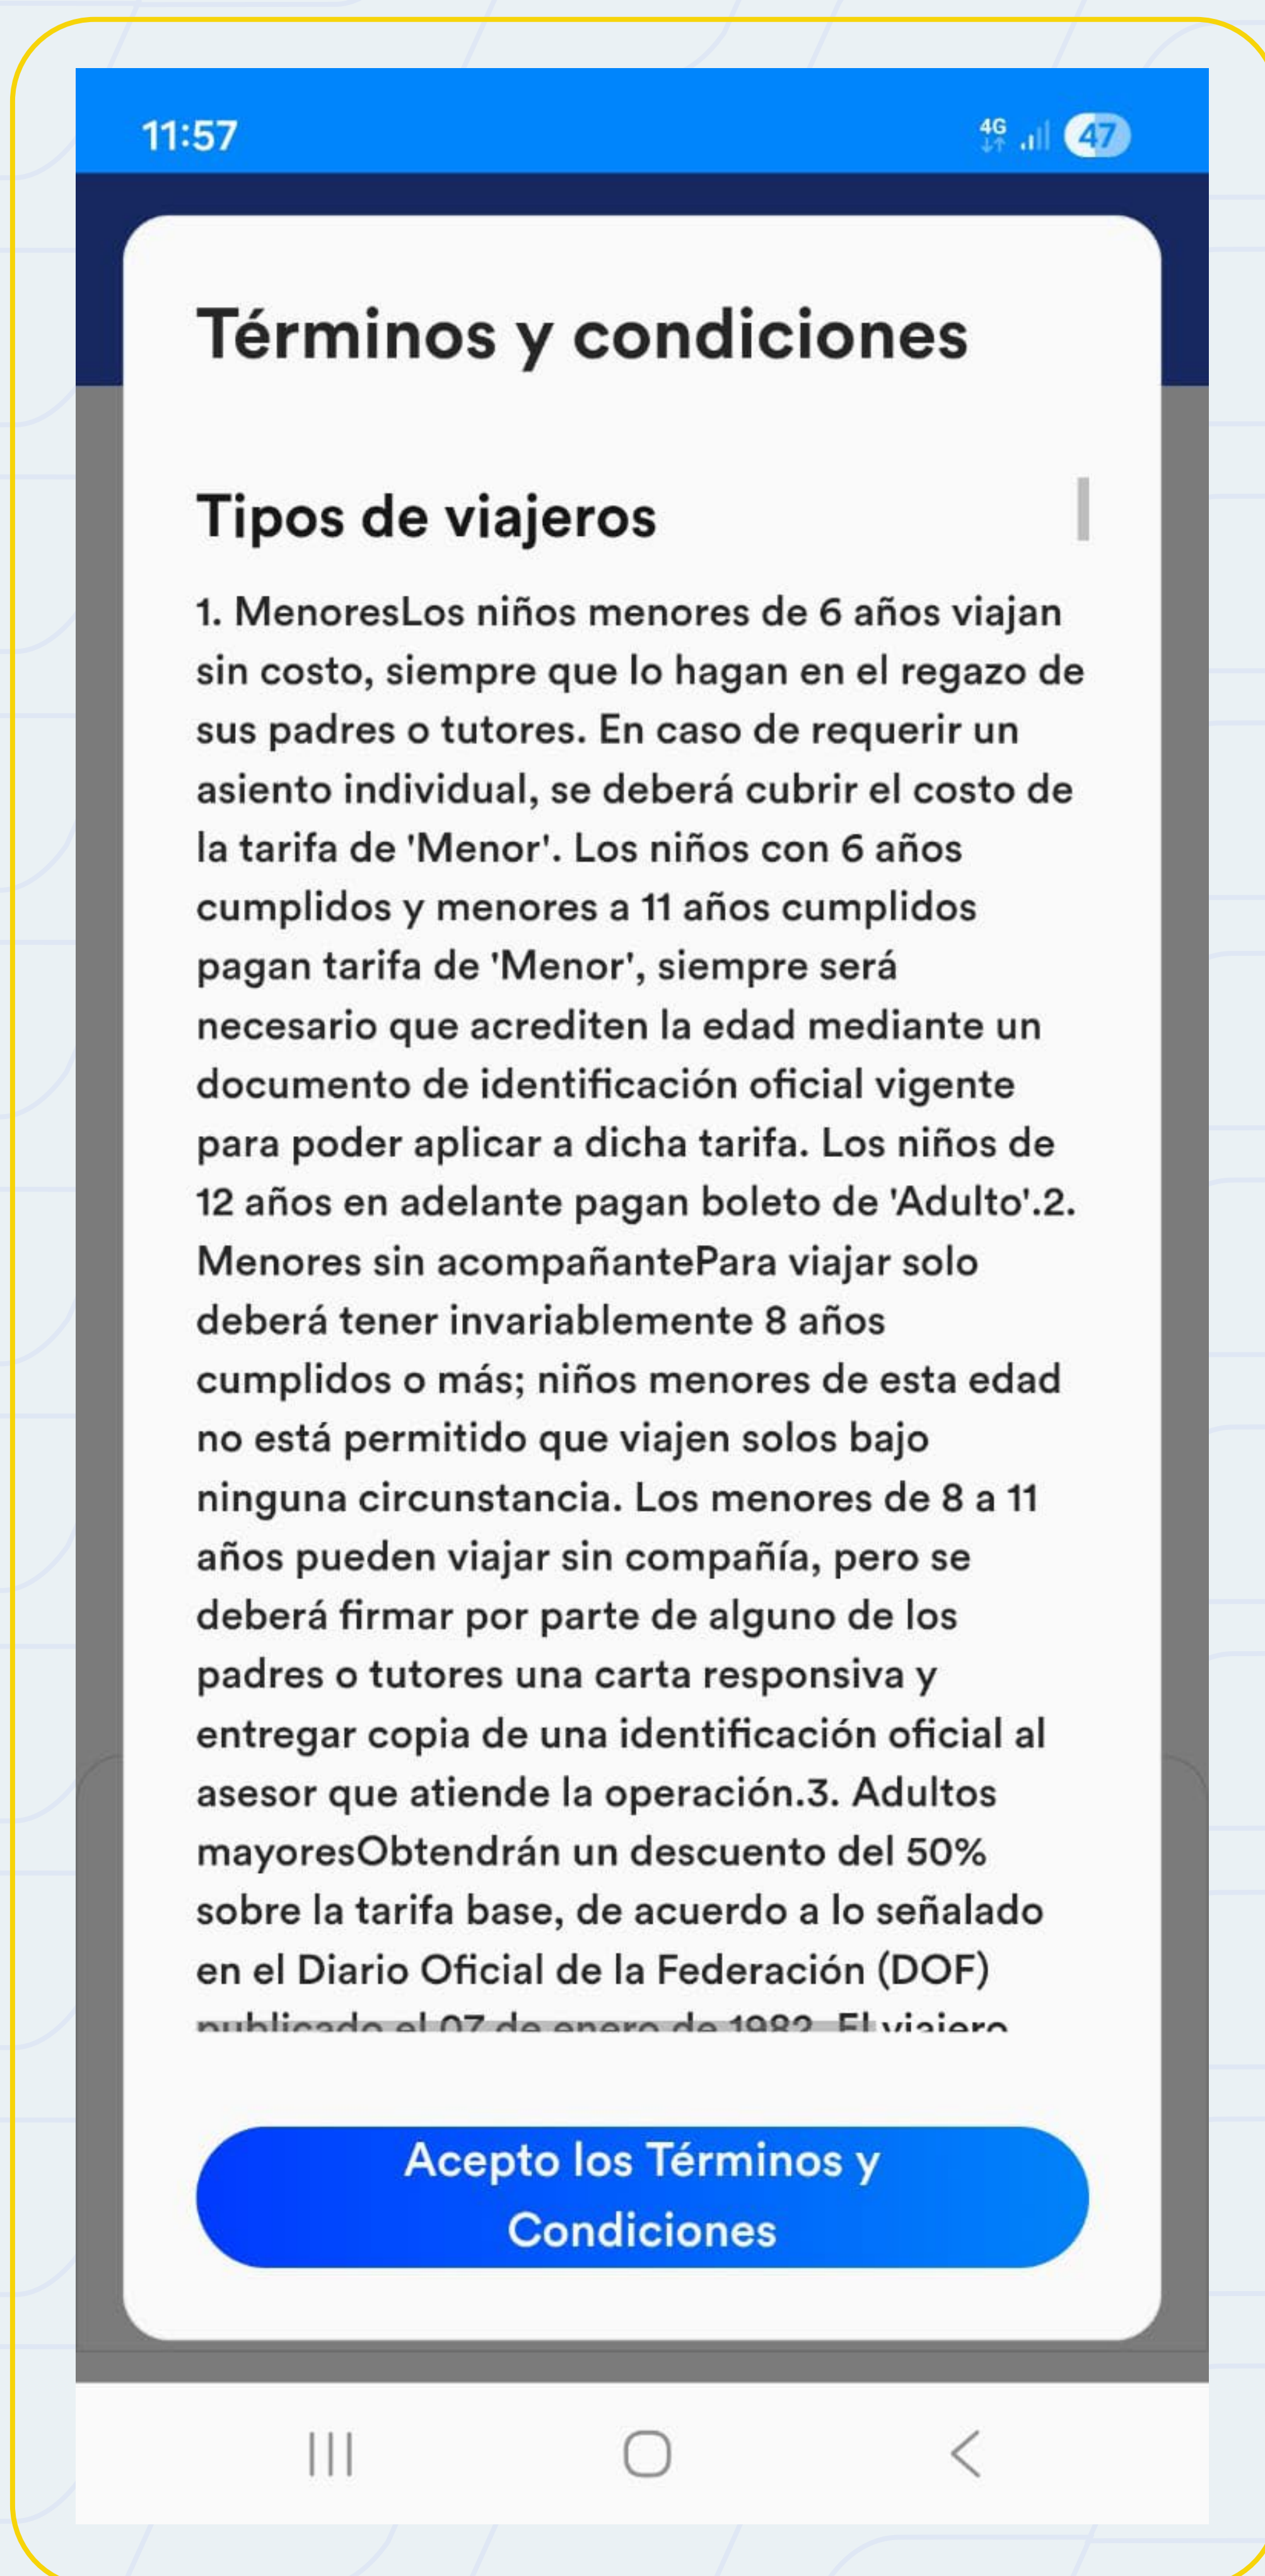 11:57
4G
47
Términos y condiciones
Tipos de viajeros
1. MenoresLos niños menores de 6 años viajan
sin costo, siempre que lo hagan en el regazo de
sus padres o tutores. En caso de requerir un
asiento individual, se deberá cubrir el costo de
la tarifa de 'Menor'. Los niños con 6 años
cumplidos y menores a 11 años cumplidos
pagan tarifa de 'Menor', siempre será
necesario que acrediten la edad mediante un
documento de identificación oficial vigente
para poder aplicar a dicha tarifa. Los niños de
12 años en adelante pagan boleto de 'Adulto'.2.
Menores sin acompañantePara viajar solo
deberá tener invariablemente 8 años
cumplidos o más; niños menores de esta edad
no está permitido que viajen solos bajo
ninguna circunstancia. Los menores de 8 a 11
años pueden viajar sin compañía, pero se
deberá firmar por parte de alguno de los
padres o tutores una carta responsiva y
entregar copia de una identificación oficial al
asesor que atiende la operación.3. Adultos
mayoresObtendrán un descuento del 50%
sobre la tarifa base, de acuerdo a lo señalado
en el Diario Oficial de la Federación (DOF)
publicado el 07 de enero de 1982. El viajero
Acepto los Términos y
Condiciones